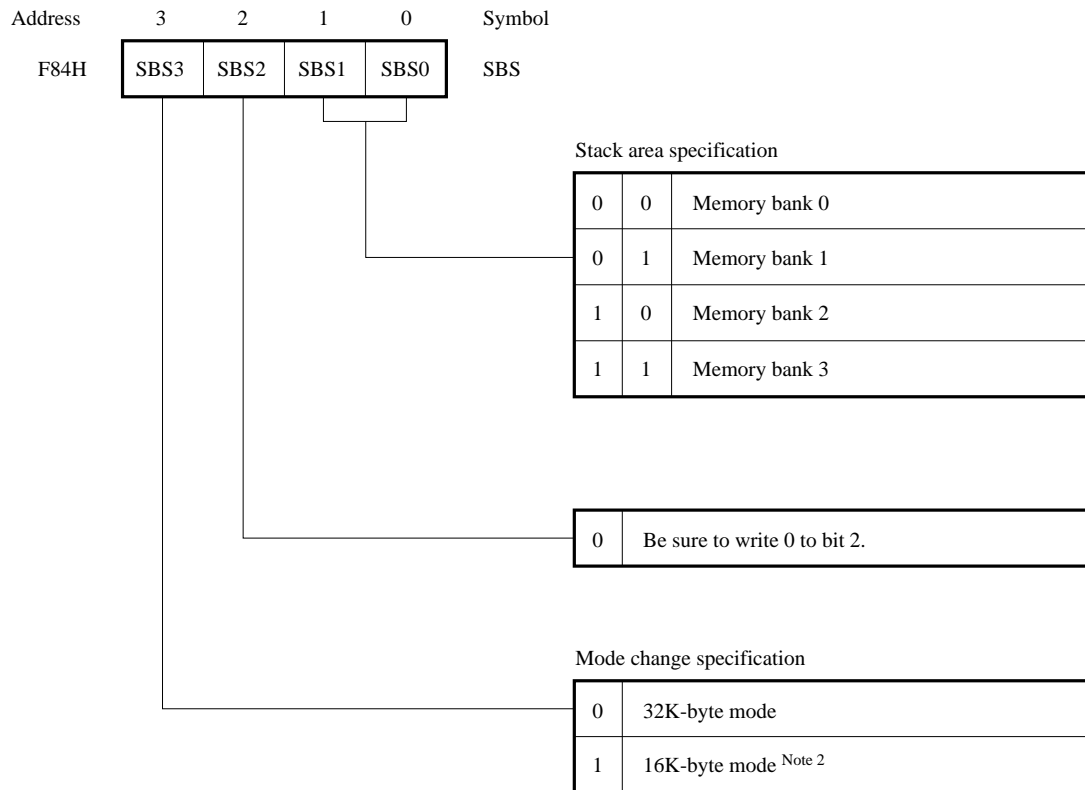 Address 3 2 1 0 Symbol
F84H SBS3 SBS2 SBS1 SBS0 SBS
Stack area specification
0 0 Memory bank 0
0 1 Memory bank 1
1 0 Memory bank 2
1 1 Memory bank 3
0 Be sure to write 0 to bit 2.
Mode change specification
0 32K-byte mode
1 16K-byte mode Note 2